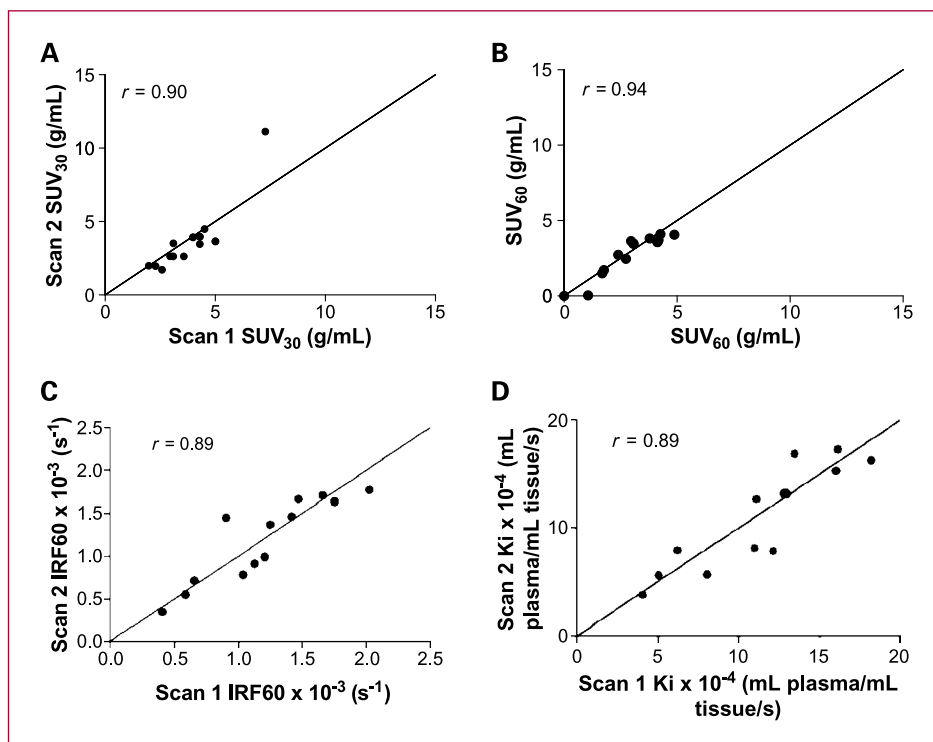 A
15
r = 0.90
10
5
0
0
5
10
15
Scan 2 SUV30 (g/mL)
Scan 1 SUV30 (g/mL)
B
15
r = 0.94
10
5
0
0
5
10
15
SUV60 (g/mL)
SUV60 (g/mL)
C
2.5
r = 0.89
2.0
1.5
1.0
0.5
0.0
0.0
0.5
1.0
1.5
2.0
2.5
Scan 2 IRF60 x 10-3 (s-1)
Scan 1 IRF60 x 10-3 (s-1)
D
20
r = 0.89
15
10
5
0
0
5
10
15
20
Scan 2 Ki x 10-4 (mL
plasma/mL tissue/s)
Scan 1 Ki x 10-4 (mL plasma/mL
tissue/s)